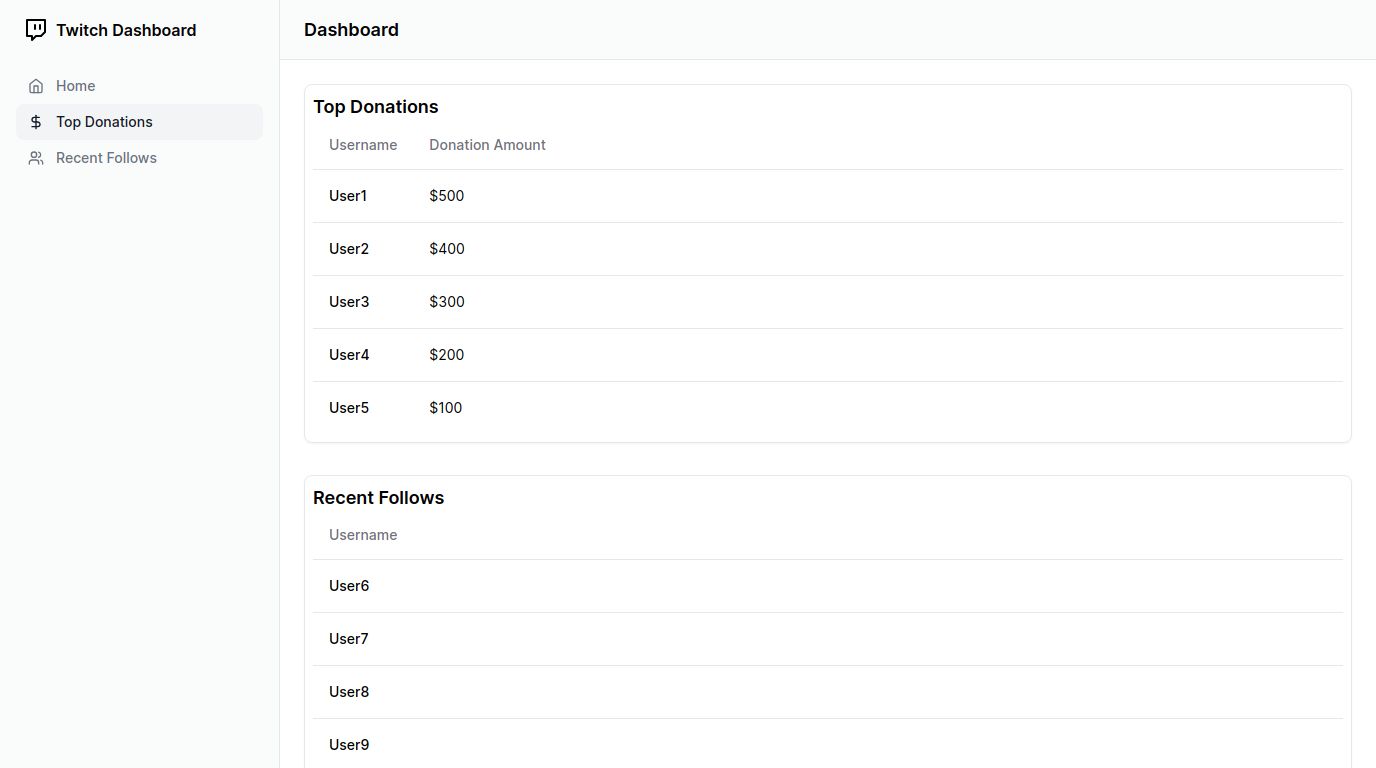 Twitch Dashboard
Home
Top Donations
Recent Follows
Dashboard
Top Donations
Username Donation Amount
User1 $500
User2 $400
User3 $300
User4 $200
User5 $100
Recent Follows
Username
User6
User7
User8
User9